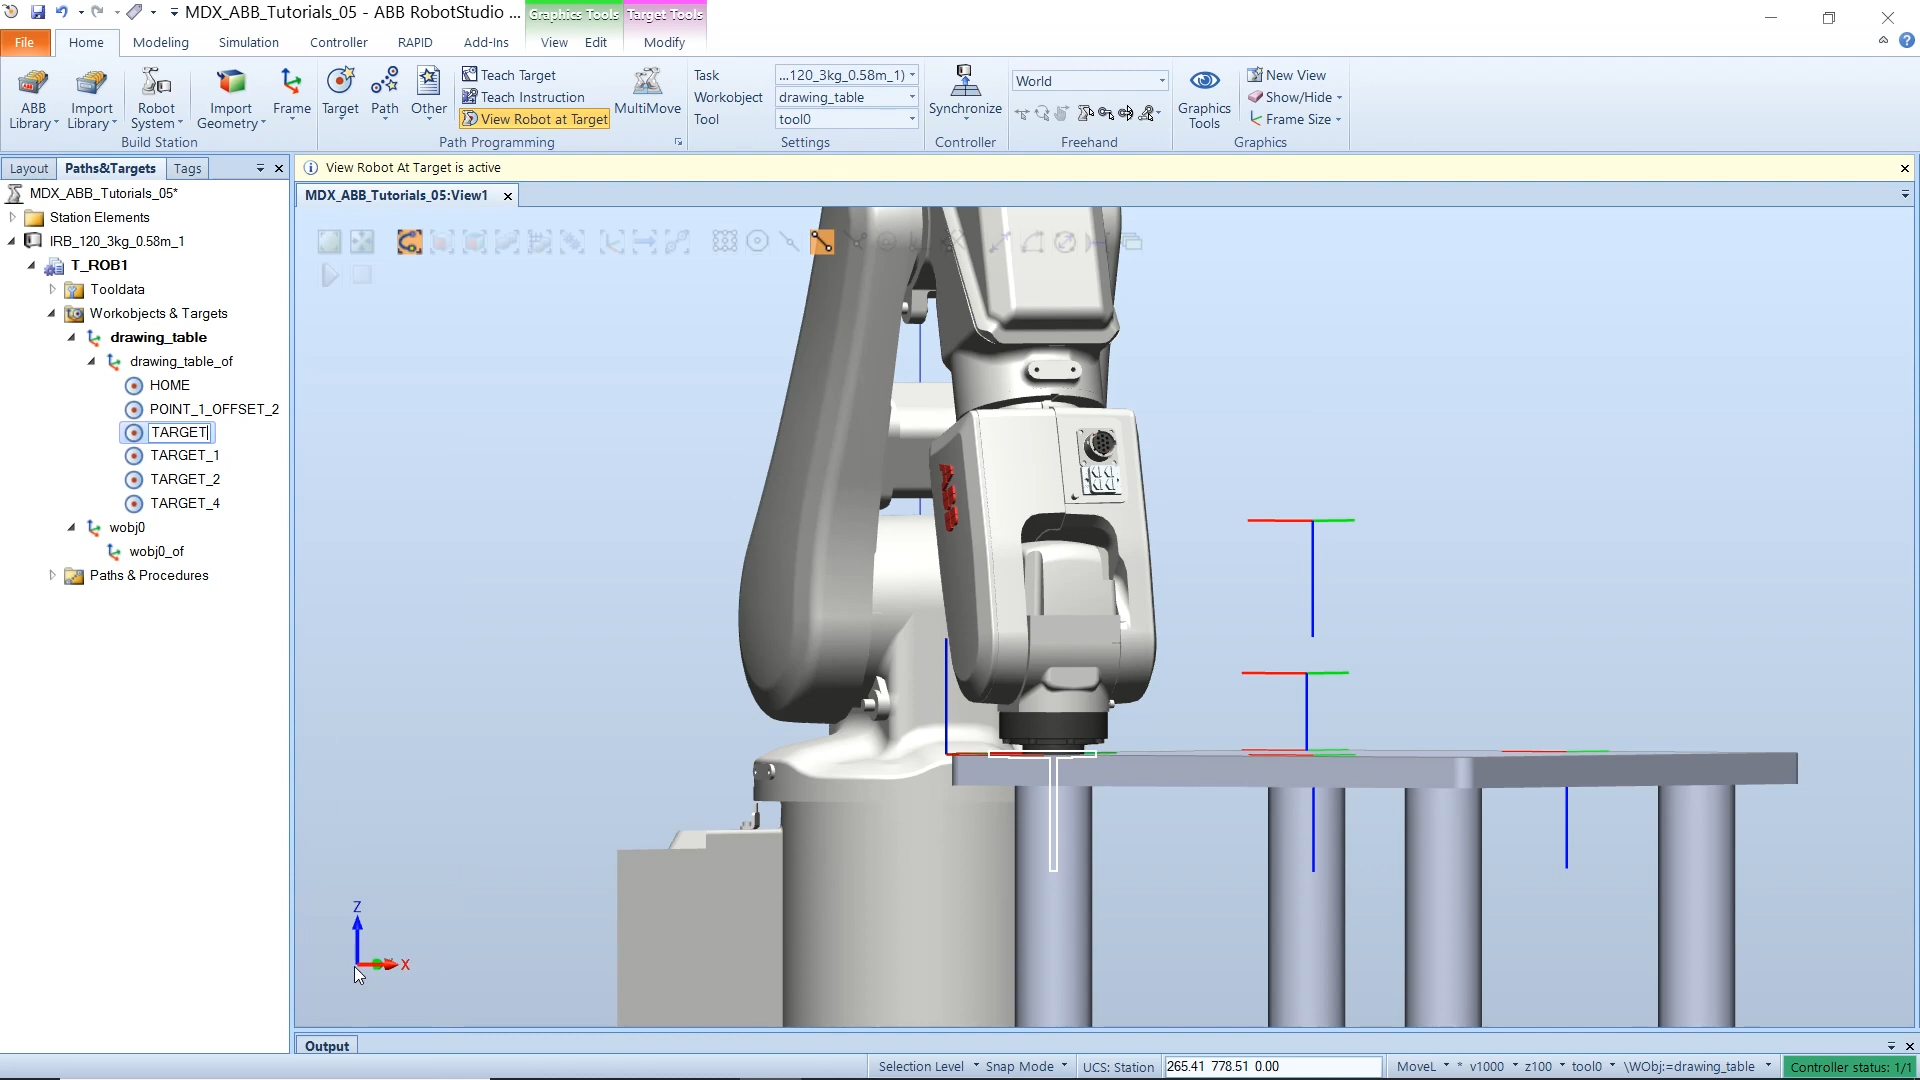 MDX_ABB_Tutorials_05 - ABB RobotStudio ...
Graphics Tools
Target Tools
File
Home
Modeling
Simulation
Controller
RAPID
Add-Ins
View
Edit
Modify
ABB Library
Import Library
Robot System
Import Geometry
Frame
Build Station
Target
Path
Other
Teach Target
Teach Instruction
View Robot at Target
MultiMove
Path Programming
Task
...120_3kg_0.58m_1)
Workobject
drawing_table
Tool
tool0
Settings
Synchronize
Controller
World
Freehand
Graphics Tools
New View
Show/Hide
Frame Size
Graphics
Layout
Paths&Targets
Tags
View Robot At Target is active
MDX_ABB_Tutorials_05:View1
MDX_ABB_Tutorials_05*
Station Elements
IRB_120_3kg_0.58m_1
T_ROB1
Tooldata
Workobjects & Targets
drawing_table
drawing_table_of
HOME
POINT_1_OFFSET_2
TARGET
TARGET_1
TARGET_2
TARGET_4
wobj0
wobj0_of
Paths & Procedures
ABB
Z
X
Output
Selection Level
Snap Mode
UCS: Station
265.41 778.51 0.00
MoveL * v1000 z100 tool0 \WObj:=drawing_table
Controller status: 1/1